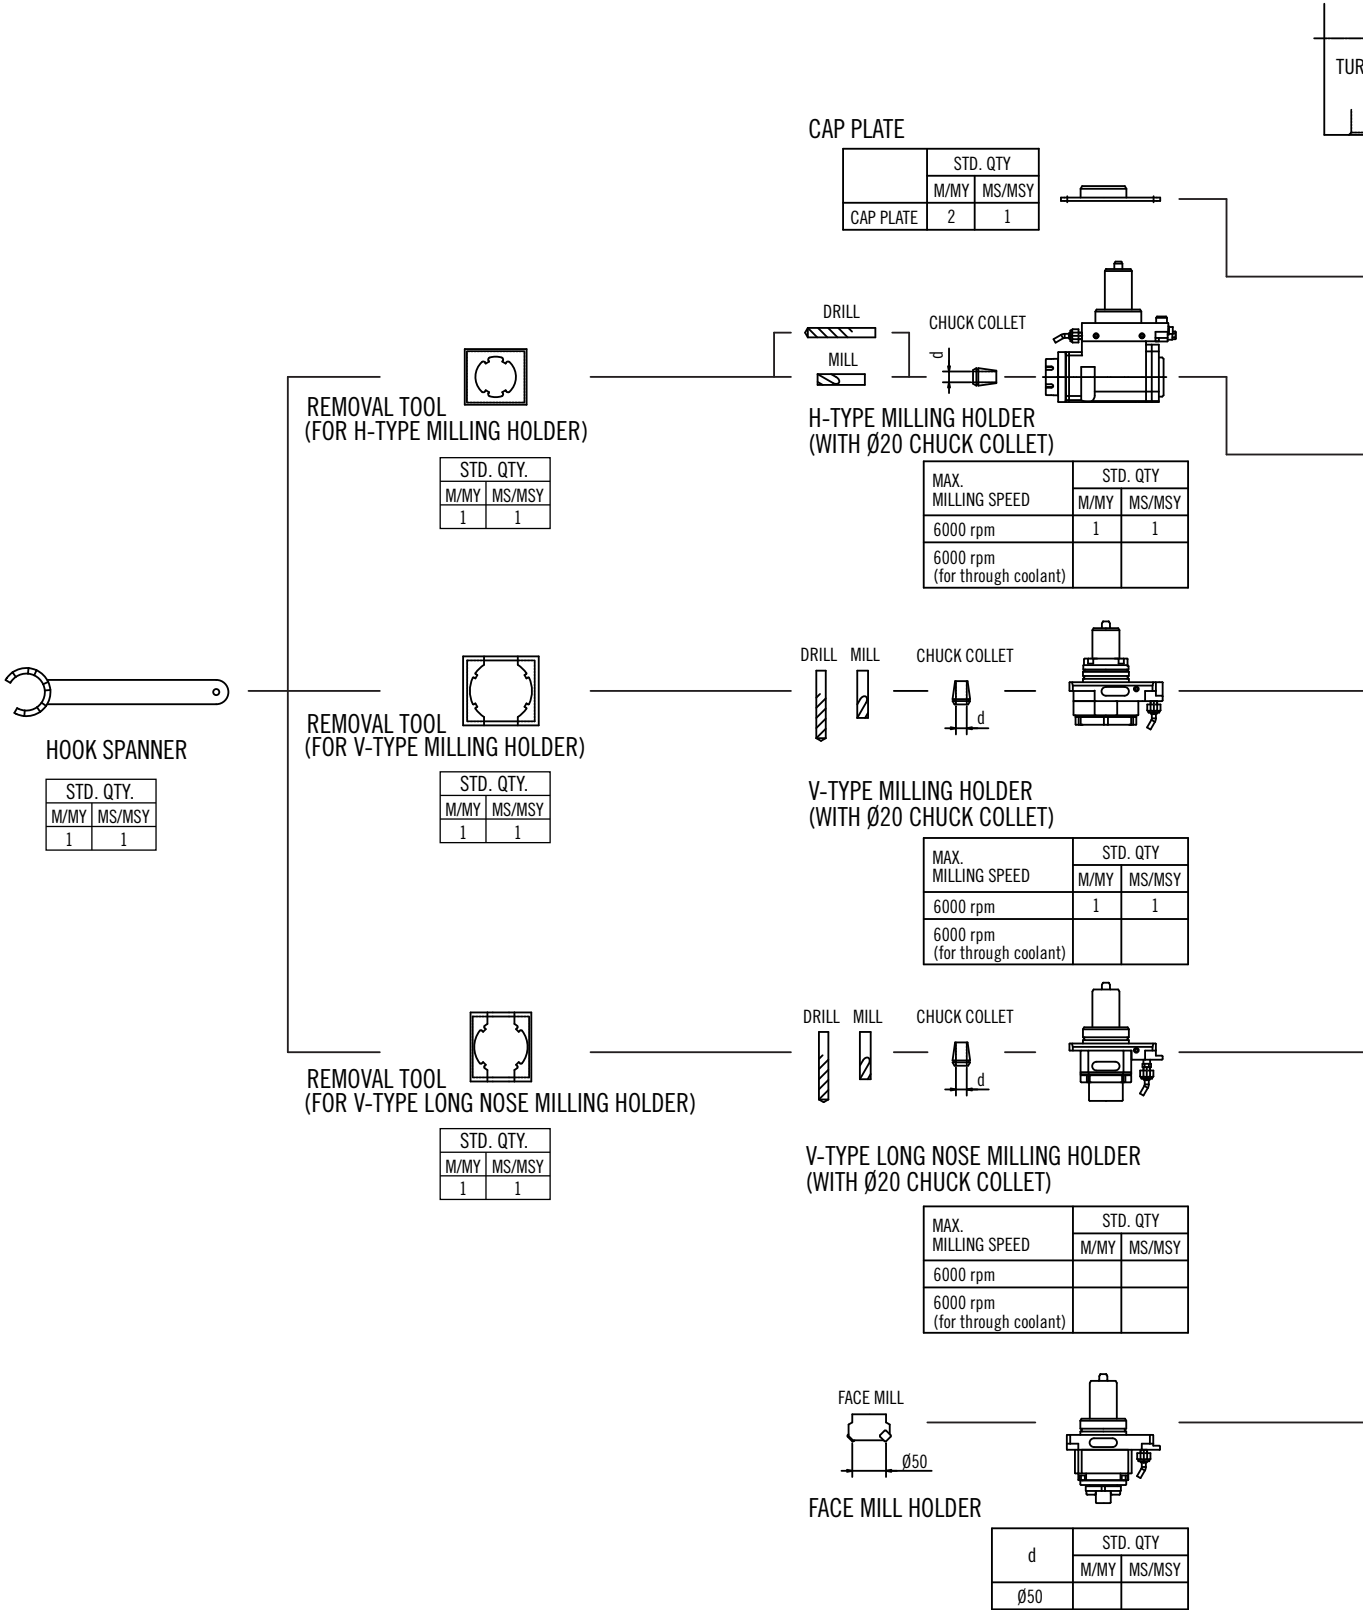 TUR
CAP PLATE
STD. QTY
M/MY MS/MSY
CAP PLATE 2 1
DRILL
MILL
CHUCK COLLET
d
H-TYPE MILLING HOLDER
(WITH Ø20 CHUCK COLLET)
MAX.
MILLING SPEED
STD. QTY
M/MY MS/MSY
6000 rpm 1 1
6000 rpm
(for through coolant)
REMOVAL TOOL
(FOR H-TYPE MILLING HOLDER)
STD. QTY.
M/MY MS/MSY
1 1
HOOK SPANNER
STD. QTY.
M/MY MS/MSY
1 1
REMOVAL TOOL
(FOR V-TYPE MILLING HOLDER)
STD. QTY.
M/MY MS/MSY
1 1
DRILL MILL CHUCK COLLET
d
V-TYPE MILLING HOLDER
(WITH Ø20 CHUCK COLLET)
MAX.
MILLING SPEED
STD. QTY
M/MY MS/MSY
6000 rpm 1 1
6000 rpm
(for through coolant)
REMOVAL TOOL
(FOR V-TYPE LONG NOSE MILLING HOLDER)
STD. QTY.
M/MY MS/MSY
1 1
DRILL MILL CHUCK COLLET
d
V-TYPE LONG NOSE MILLING HOLDER
(WITH Ø20 CHUCK COLLET)
MAX.
MILLING SPEED
STD. QTY
M/MY MS/MSY
6000 rpm
6000 rpm
(for through coolant)
FACE MILL
Ø50
FACE MILL HOLDER
d
STD. QTY
M/MY MS/MSY
Ø50